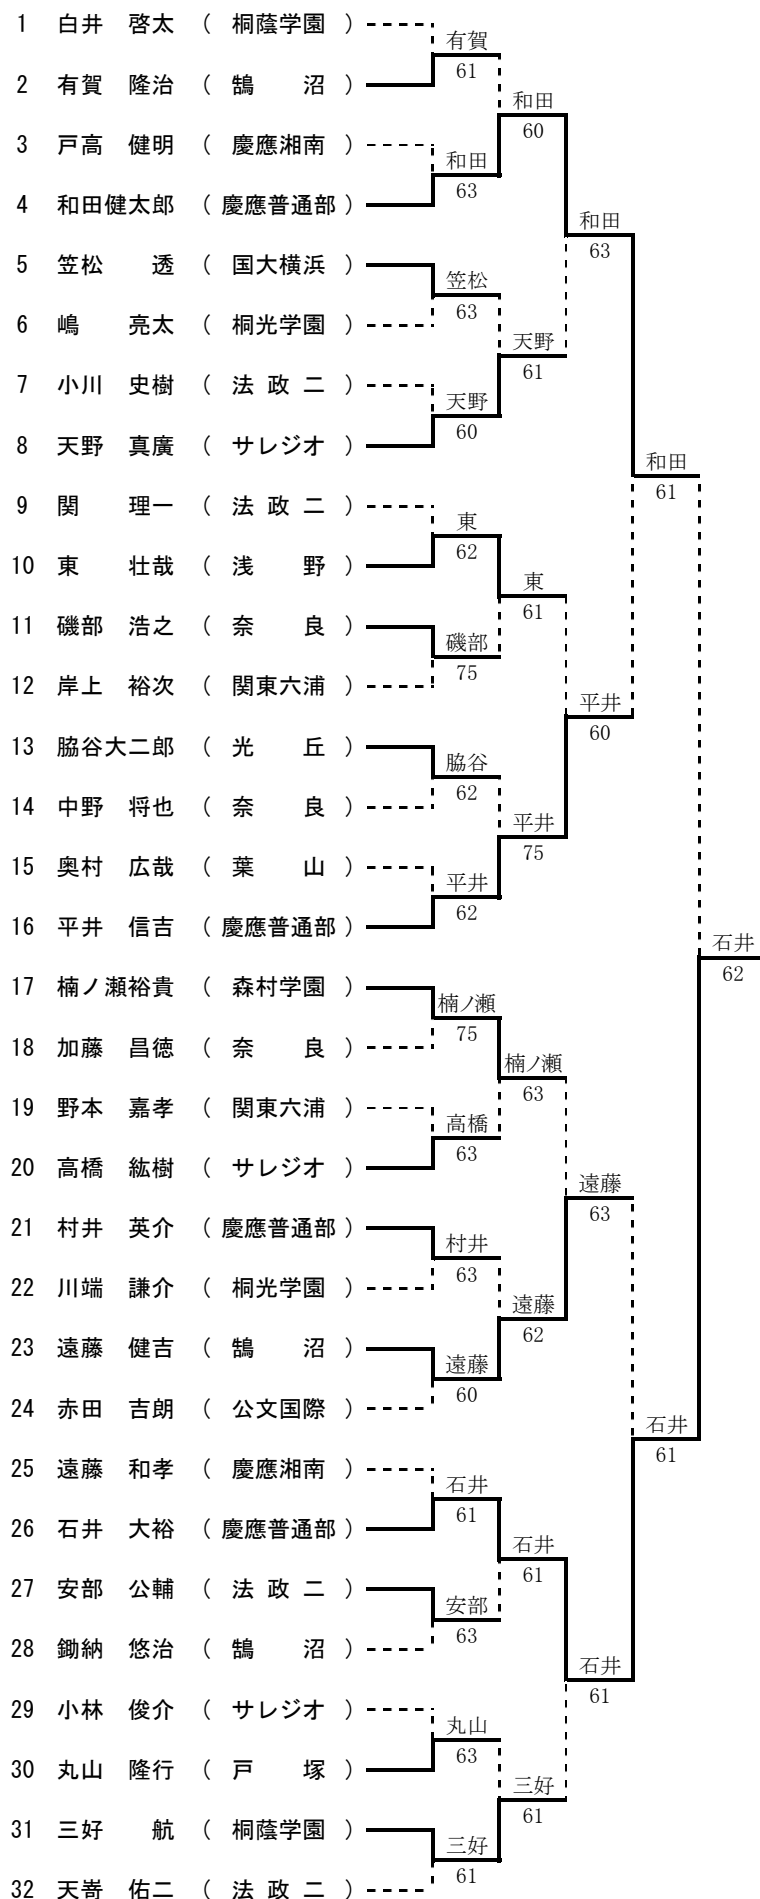 1 白井 啓太 ( 桐蔭学園 )
有賀
61
2 有賀 隆治 ( 鵠 沼 )
和田
60
3 戸高 健明 ( 慶應湘南 )
和田
63
4 和田健太郎 ( 慶應普通部 )
和田
63
5 笠松 透 ( 国大横浜 )
笠松
63
6 嶋 亮太 ( 桐光学園 )
天野
61
7 小川 史樹 ( 法 政 二 )
天野
60
8 天野 真廣 ( サレジオ )
和田
61
9 関 理一 ( 法 政 二 )
東
62
10 東 壮哉 ( 浅 野 )
東
61
11 磯部 浩之 ( 奈 良 )
磯部
75
12 岸上 裕次 ( 関東六浦 )
平井
60
13 脇谷大二郎 ( 光 丘 )
脇谷
62
14 中野 将也 ( 奈 良 )
平井
75
15 奥村 広哉 ( 葉 山 )
平井
62
16 平井 信吉 ( 慶應普通部 )
石井
62
17 楠ノ瀬裕貴 ( 森村学園 )
楠ノ瀬
75
18 加藤 昌徳 ( 奈 良 )
楠ノ瀬
63
19 野本 嘉孝 ( 関東六浦 )
高橋
63
20 高橋 紘樹 ( サレジオ )
遠藤
63
21 村井 英介 ( 慶應普通部 )
村井
63
22 川端 謙介 ( 桐光学園 )
遠藤
62
23 遠藤 健吉 ( 鵠 沼 )
遠藤
60
24 赤田 吉朗 ( 公文国際 )
石井
61
25 遠藤 和孝 ( 慶應湘南 )
石井
61
26 石井 大裕 ( 慶應普通部 )
石井
61
27 安部 公輔 ( 法 政 二 )
安部
63
28 鋤納 悠治 ( 鵠 沼 )
石井
61
29 小林 俊介 ( サレジオ )
丸山
63
30 丸山 隆行 ( 戸 塚 )
三好
61
31 三好 航 ( 桐蔭学園 )
三好
61
32 天嵜 佑二 ( 法 政 二 )